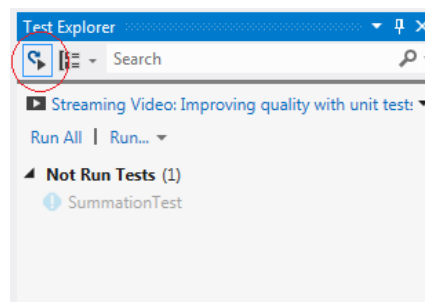 Test Explorer
Search
Streaming Video: Improving quality with unit tests
Run All | Run...
Not Run Tests (1)
SummationTest